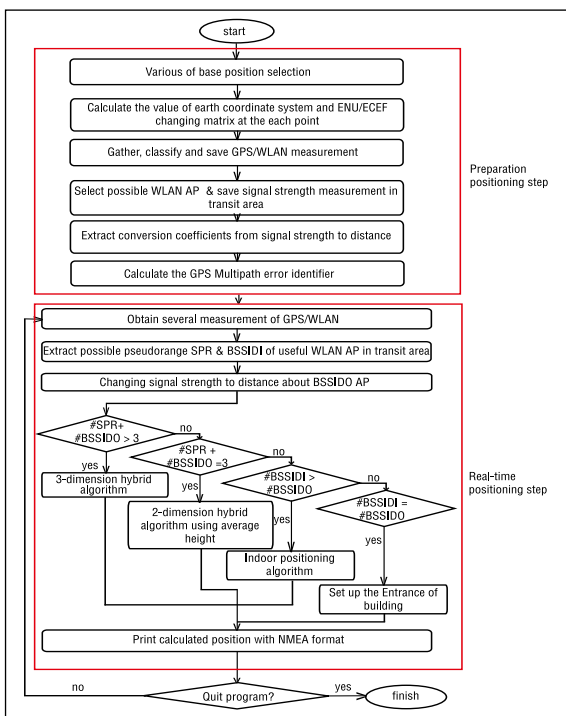 start
Various of base position selection
Calculate the value of earth coordinate system and ENU/ECEF
changing matrix at the each point
Gather, classify and save GPS/WLAN measurement
Select possible WLAN AP & save signal strength measurement in
transit area
Extract conversion coefficients from signal strength to distance
Calculate the GPS Multipath error identifier
Preparation
positioning step
Obtain several measurement of GPS/WLAN
Extract possible pseudorange SPR & BSSIDI of useful WLAN AP in transit area
Changing signal strength to distance about BSSIDO AP
#SPR+
#BSSIDO > 3
no
yes
3-dimension hybrid
algorithm
#SPR +
#BSSIDO =3
no
yes
2-dimension hybrid
algorithm using average
height
#BSSIDI >
#BSSIDO
no
yes
Indoor positioning
algorithm
#BSSIDI =
#BSSIDO
yes
Set up the Entrance of
building
Real-time
positioning step
Print calculated position with NMEA format
no
Quit program?
yes
finish